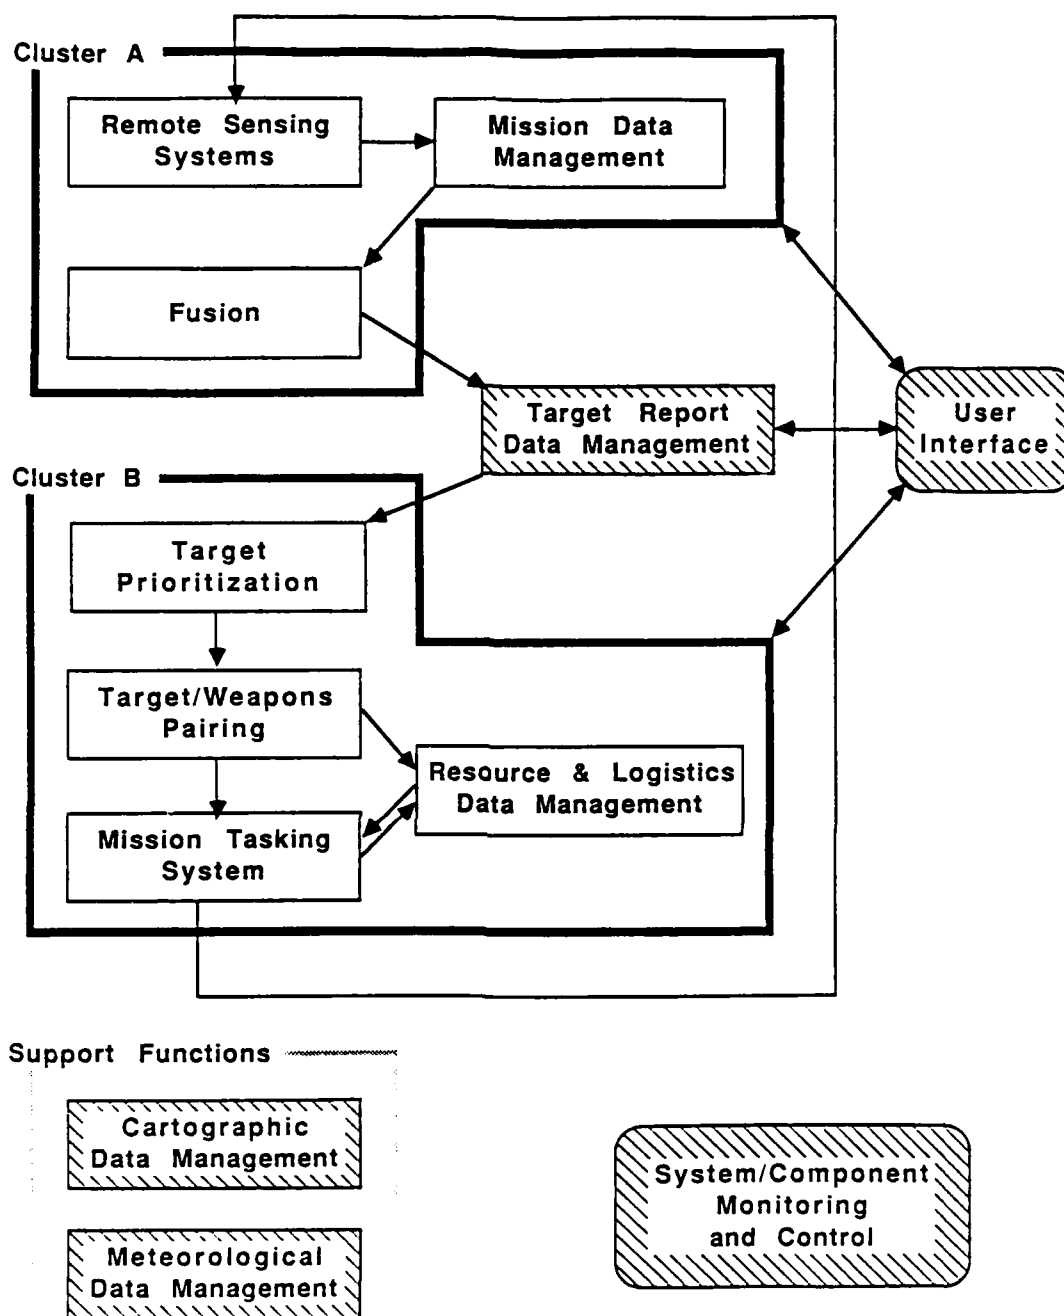 Cluster A
Remote Sensing
Systems
Mission Data
Management
Fusion
Target Report
Data Management
User
Interface
Cluster B
Target
Prioritization
Target/Weapons
Pairing
Resource & Logistics
Data Management
Mission Tasking
System
Support Functions
Cartographic
Data Management
System/Component
Monitoring
and Control
Meteorological
Data Management